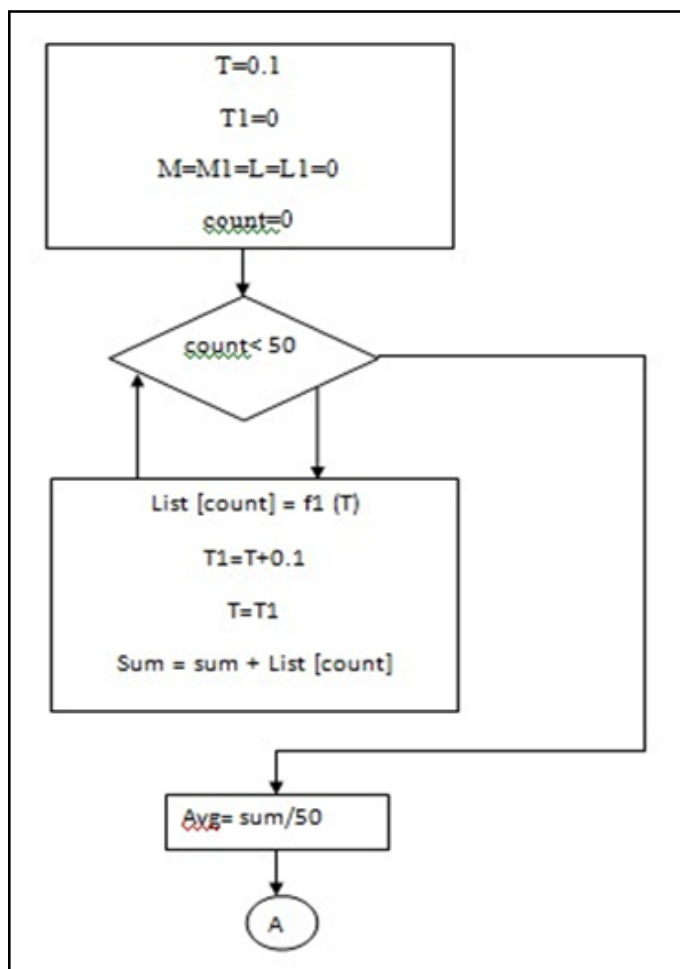 T=0.1
T1=0
M=M1=L=L1=0
count=0
count< 50
List [count] = f1 (T)
T1=T+0.1
T=T1
Sum = sum + List [count]
Avg= sum/50
A